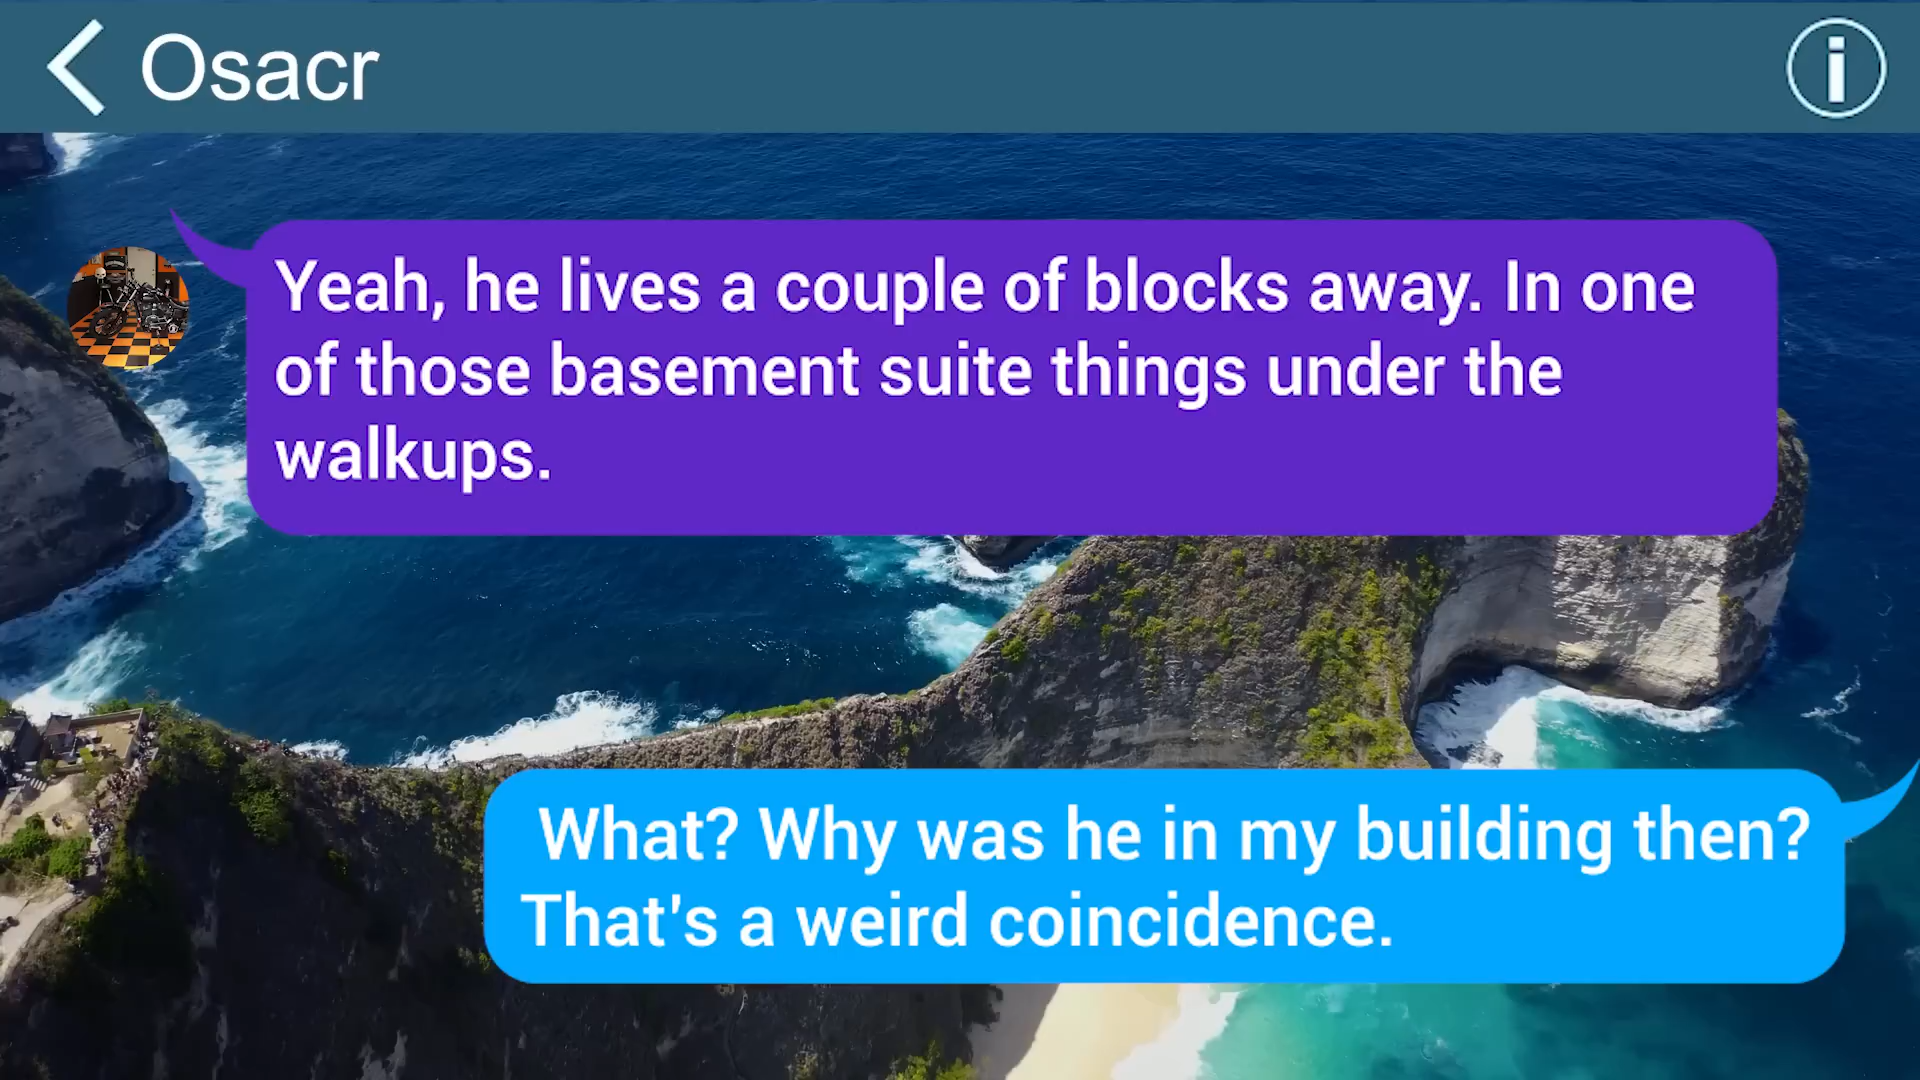 Osacr
Yeah, he lives a couple of blocks away. In one
of those basement suite things under the
walkups.
What? Why was he in my building then?
That's a weird coincidence.